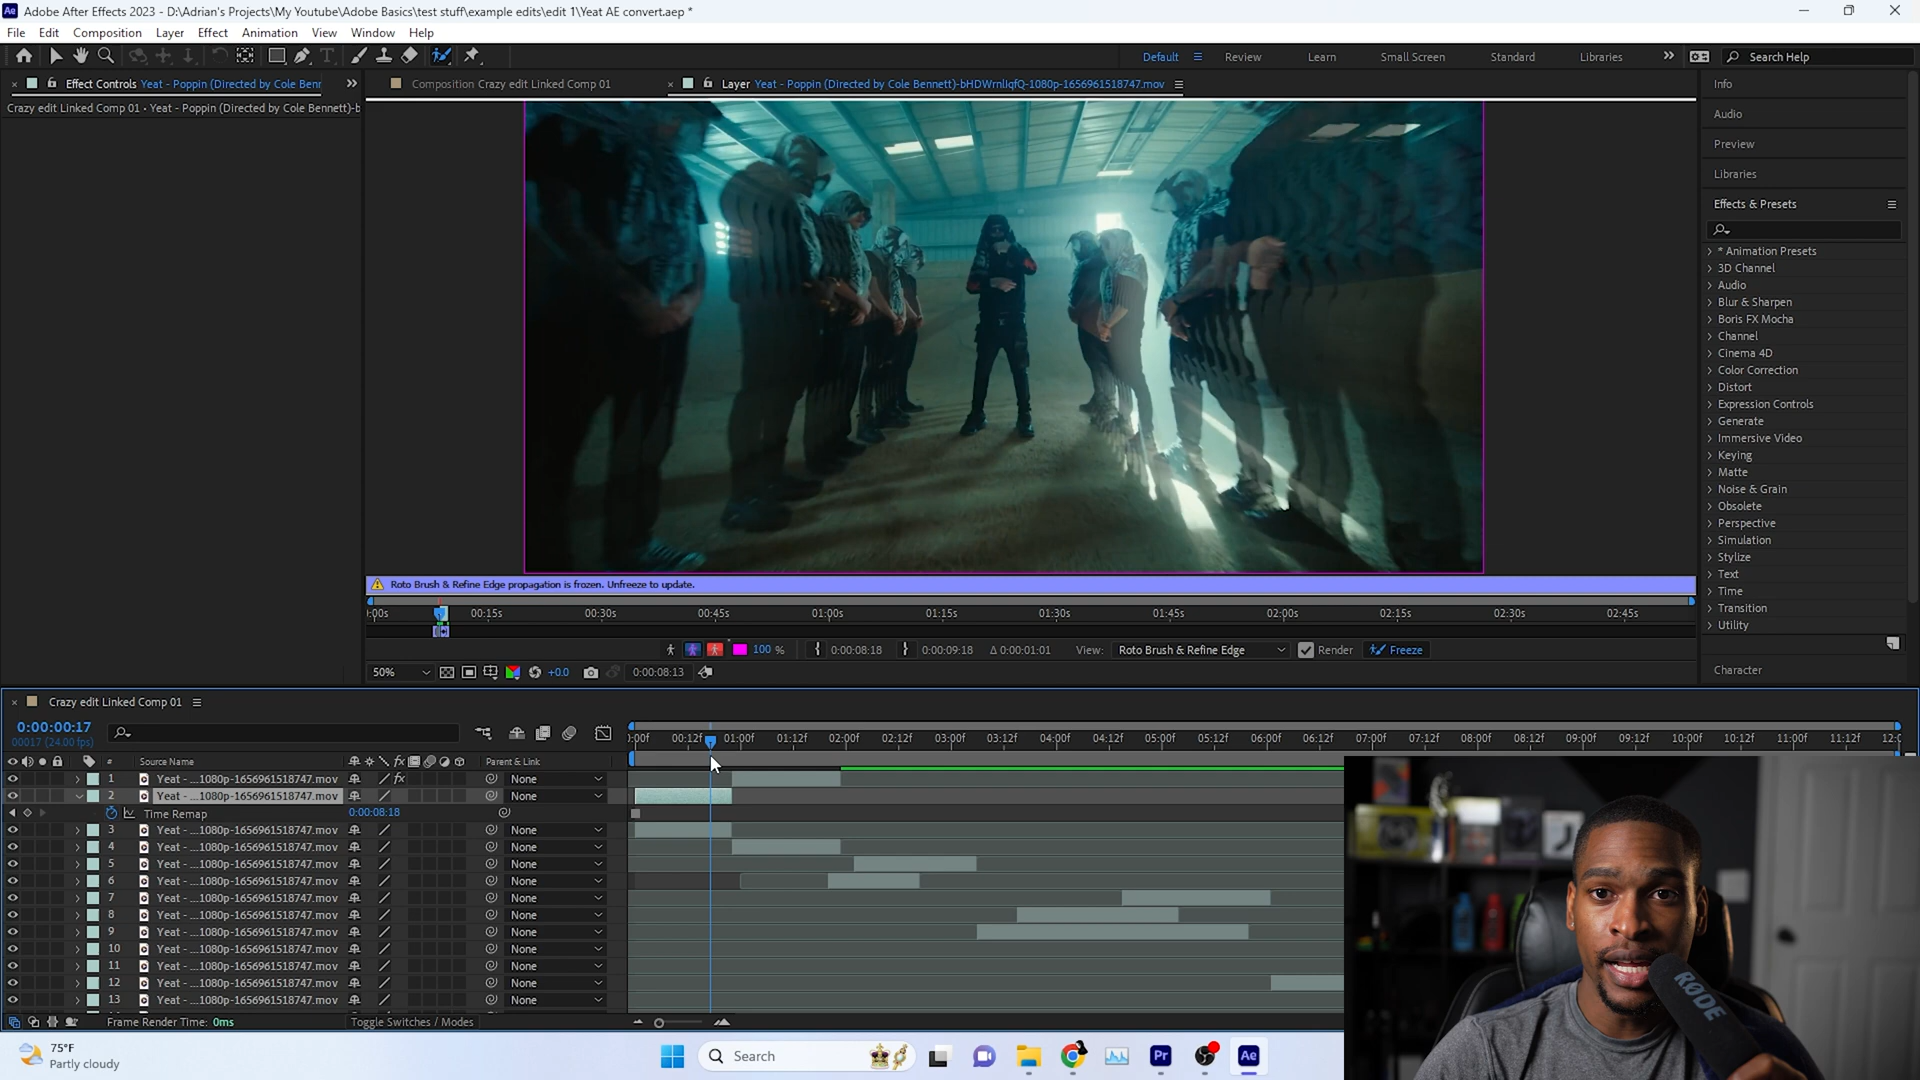 Adobe After Effects 2023 - D:\Adrian's Projects\My Youtube\Adobe Basics\test stuff\example edits\edit 1\Yeat AE convert.aep *
File Edit Composition Layer Effect Animation View Window Help
Default Review Learn Small Screen Standard Libraries Search Help
Effect Controls Yeat - Poppin (Directed by Cole Benr
Composition Crazy edit Linked Comp 01
Layer Yeat - Poppin (Directed by Cole Bennett)-bHDWrnlIqfQ-1080p-1656961518747.mov
Crazy edit Linked Comp 01 • Yeat - Poppin (Directed by Cole Bennett)-b
Info
Audio
Preview
Libraries
Effects & Presets
* Animation Presets
3D Channel
Audio
Blur & Sharpen
Boris FX Mocha
Channel
Cinema 4D
Color Correction
Distort
Expression Controls
Generate
Immersive Video
Keying
Matte
Noise & Grain
Obsolete
Perspective
Simulation
Stylize
Text
Time
Transition
Utility
Character
Roto Brush & Refine Edge propagation is frozen. Unfreeze to update.
:00s 00:15s 00:30s 00:45s 01:00s 01:15s 01:30s 01:45s 02:00s 02:15s 02:30s 02:45s
100 % 0:00:08:18 0:00:09:18 Δ 0:00:01:01 View: Roto Brush & Refine Edge Render Freeze
50% +0.0 0:00:08:13
Crazy edit Linked Comp 01
0:00:00:17
00017 (24.00 fps)
:00f 00:12f 01:00f 01:12f 02:00f 02:12f 03:00f 03:12f 04:00f 04:12f 05:00f 05:12f 06:00f 06:12f 07:00f 07:12f 08:00f 08:12f 09:00f 09:12f 10:00f 10:12f 11:00f 11:12f 12:0
# Source Name fx Parent & Link
1 Yeat - ...1080p-1656961518747.mov fx None
2 Yeat - ...1080p-1656961518747.mov None
Time Remap 0:00:08:18
3 Yeat - ...1080p-1656961518747.mov None
4 Yeat - ...1080p-1656961518747.mov None
5 Yeat - ...1080p-1656961518747.mov None
6 Yeat - ...1080p-1656961518747.mov None
7 Yeat - ...1080p-1656961518747.mov None
8 Yeat - ...1080p-1656961518747.mov None
9 Yeat - ...1080p-1656961518747.mov None
10 Yeat - ...1080p-1656961518747.mov None
11 Yeat - ...1080p-1656961518747.mov None
12 Yeat - ...1080p-1656961518747.mov None
13 Yeat - ...1080p-1656961518747.mov None
Frame Render Time: 0ms Toggle Switches / Modes
RØDE
75°F
Partly cloudy
Search
Pr
Ae